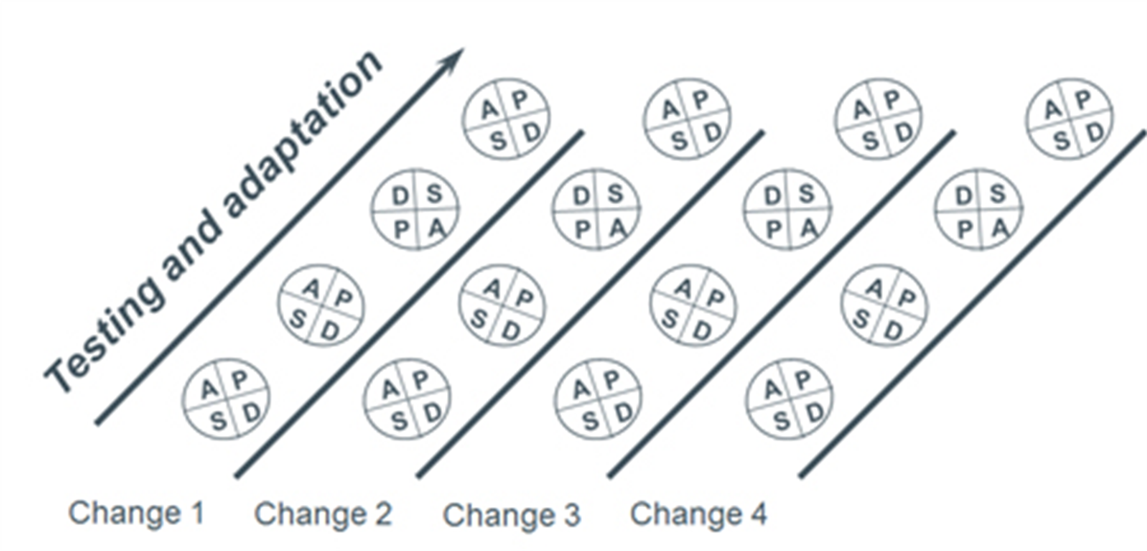 Testing and adaptation
A P A P A P A P
S D S D S D S D
D S D S D S D S
P A P A P A P A
A P A P A P A P
S D S D S D S D
A P A P A P A P
S D S D S D S D
Change 1 Change 2 Change 3 Change 4